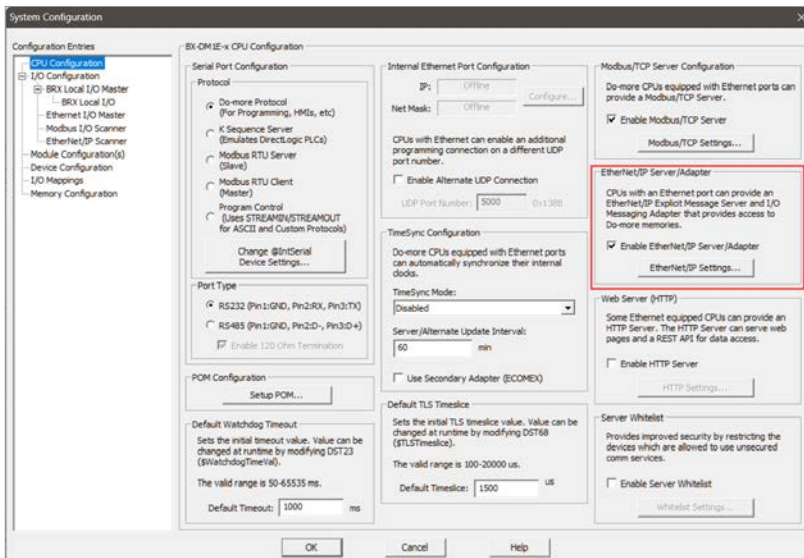 System Configuration
Configuration Entries
CPU Configuration
I/O Configuration
BRX Local I/O Master
BRX Local I/O
Ethernet I/O Master
Modbus I/O Scanner
EtherNet/IP Scanner
Module Configuration(s)
Device Configuration
I/O Mappings
Memory Configuration
BX-DM1E-x CPU Configuration
Serial Port Configuration
Protocol
Do-more Protocol
(For Programming, HMIs, etc)
K Sequence Server
(Emulates DirectLogic PLCs)
Modbus RTU Server
(Slave)
Modbus RTU Client
(Master)
Program Control
(Uses STREAMIN/STREAMOUT
for ASCII and Custom Protocols)
Change @IntSerial
Device Settings...
Port Type
RS232 (Pin1:GND, Pin2:RX, Pin3:TX)
RS485 (Pin1:GND, Pin2:D-, Pin3:D+)
Enable 120 Ohm Termination
POM Configuration
Setup POM...
Default Watchdog Timeout
Sets the initial timeout value. Value can be
changed at runtime by modifying DST23
($WatchdogTimeVal).
The valid range is 50-65535 ms.
Default Timeout: 1000 ms
Internal Ethernet Port Configuration
IP: Offline
Configure...
Net Mask: Offline
CPUs with Ethernet can enable an additional
programming connection on a different UDP
port number.
Enable Alternate UDP Connection
UDP Port Number: 5000 0x1388
TimeSync Configuration
Do-more CPUs equipped with Ethernet ports
can automatically synchronize their internal
clocks.
TimeSync Mode:
Disabled
Server/Alternate Update Interval:
60 min
Use Secondary Adapter (ECOMEX)
Default TLS Timeslice
Sets the initial TLS timeslice value. Value can be
changed at runtime by modifying DST68
($TLSTimeslice).
The valid range is 100-20000 us.
Default Timeslice: 1500 us
Modbus/TCP Server Configuration
Do-more CPUs equipped with Ethernet ports can
provide a Modbus/TCP Server.
Enable Modbus/TCP Server
Modbus/TCP Settings...
EtherNet/IP Server/Adapter
CPUs with an Ethernet port can provide an
EtherNet/IP Explicit Message Server and I/O
Messaging Adapter that provides access to
Do-more memories.
Enable EtherNet/IP Server/Adapter
EtherNet/IP Settings...
Web Server (HTTP)
Some Ethernet equipped CPUs can provide an
HTTP Server. The HTTP Server can serve web
pages and a REST API for data access.
Enable HTTP Server
HTTP Settings...
Server Whitelist
Provides improved security by restricting the
devices which are allowed to use unsecured
comm services.
Enable Server Whitelist
Whitelist Settings...
OK
Cancel
Help